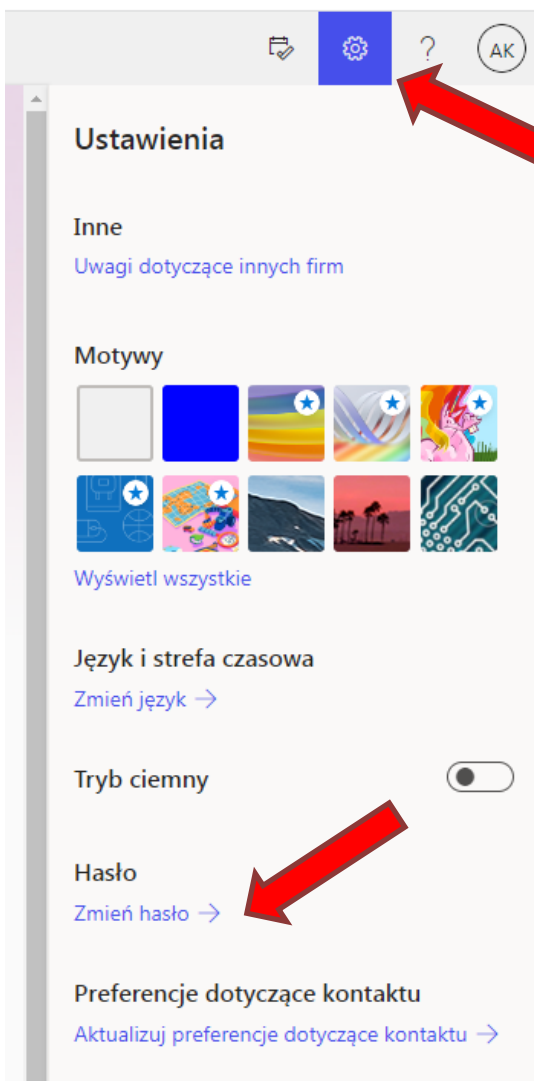 ?
AK
Ustawienia
Inne
Uwagi dotyczące innych firm
Motywy
Wyświetl wszystkie
Język i strefa czasowa
Zmień język →
Tryb ciemny
Hasło
Zmień hasło →
Preferencje dotyczące kontaktu
Aktualizuj preferencje dotyczące kontaktu →